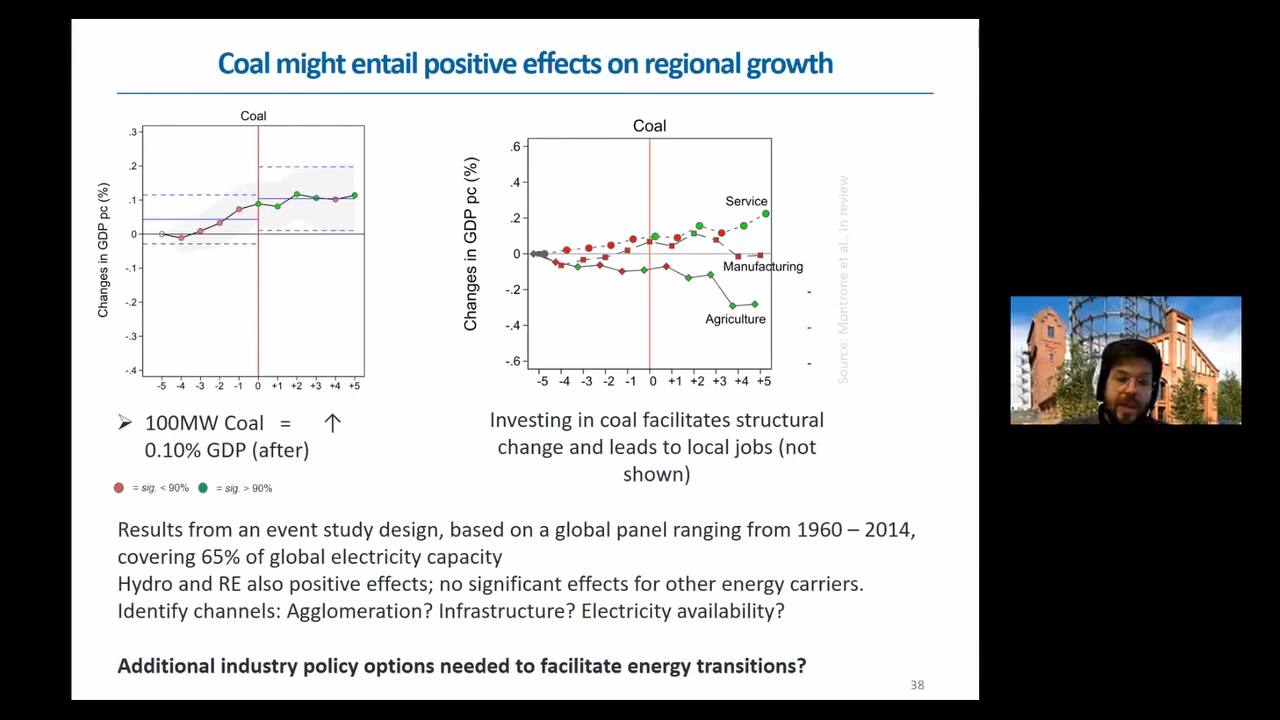 Coal might entail positive effects on regional growth
Coal
Changes in GDP pc (%)
.3
.2
.1
0
-.1
-.2
-.3
-.4
-5 -4 -3 -2 -1 0 +1 +2 +3 +4 +5
Coal
Changes in GDP pc (%)
.6
.4
.2
0
-.2
-.4
-.6
Service
Manufacturing
Agriculture
-5 -4 -3 -2 -1 0 +1 +2 +3 +4 +5
-
-
-
Source: Montrone et al., in review
➢ 100MW Coal = ↑
0.10% GDP (after)
= sig. < 90% = sig. > 90%
Investing in coal facilitates structural
change and leads to local jobs (not
shown)
Results from an event study design, based on a global panel ranging from 1960 – 2014,
covering 65% of global electricity capacity
Hydro and RE also positive effects; no significant effects for other energy carriers.
Identify channels: Agglomeration? Infrastructure? Electricity availability?
Additional industry policy options needed to facilitate energy transitions?
38